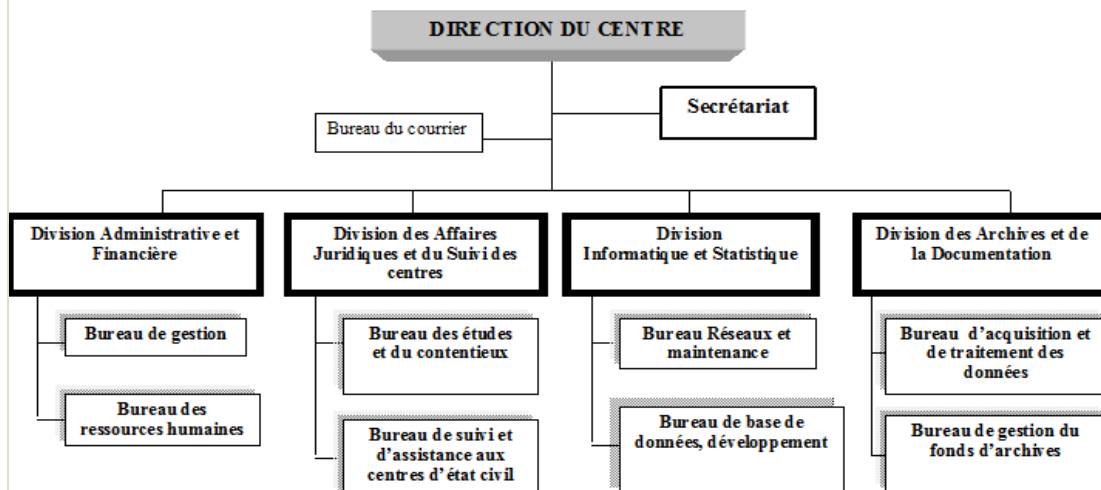 DIRECTION DU CENTRE
Secrétariat
Bureau du courrier
Division Administrative et
Financière
Division des Affaires
Juridiques et du Suivi des
centres
Division
Informatique et Statistique
Division des Archives et de
la Documentation
Bureau de gestion
Bureau des
ressources humaines
Bureau des études
et du contentieux
Bureau de suivi et
d’assistance aux
centres d’état civil
Bureau Réseaux et
maintenance
Bureau de base de
données, développement
Bureau d’acquisition et
de traitement des
données
Bureau de gestion du
fonds d’archives